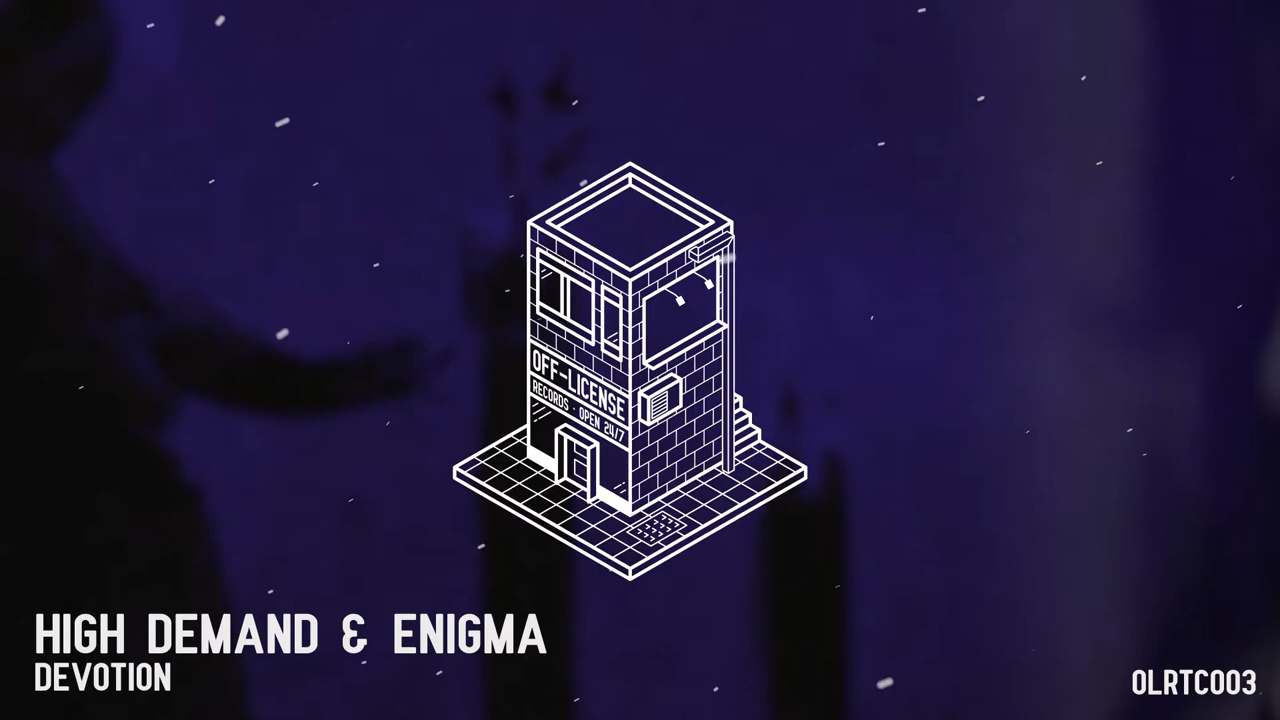 OFF-LICENSE
RECORDS · OPEN 24/7
HIGH DEMAND & ENIGMA
DEVOTION
OLRTC003